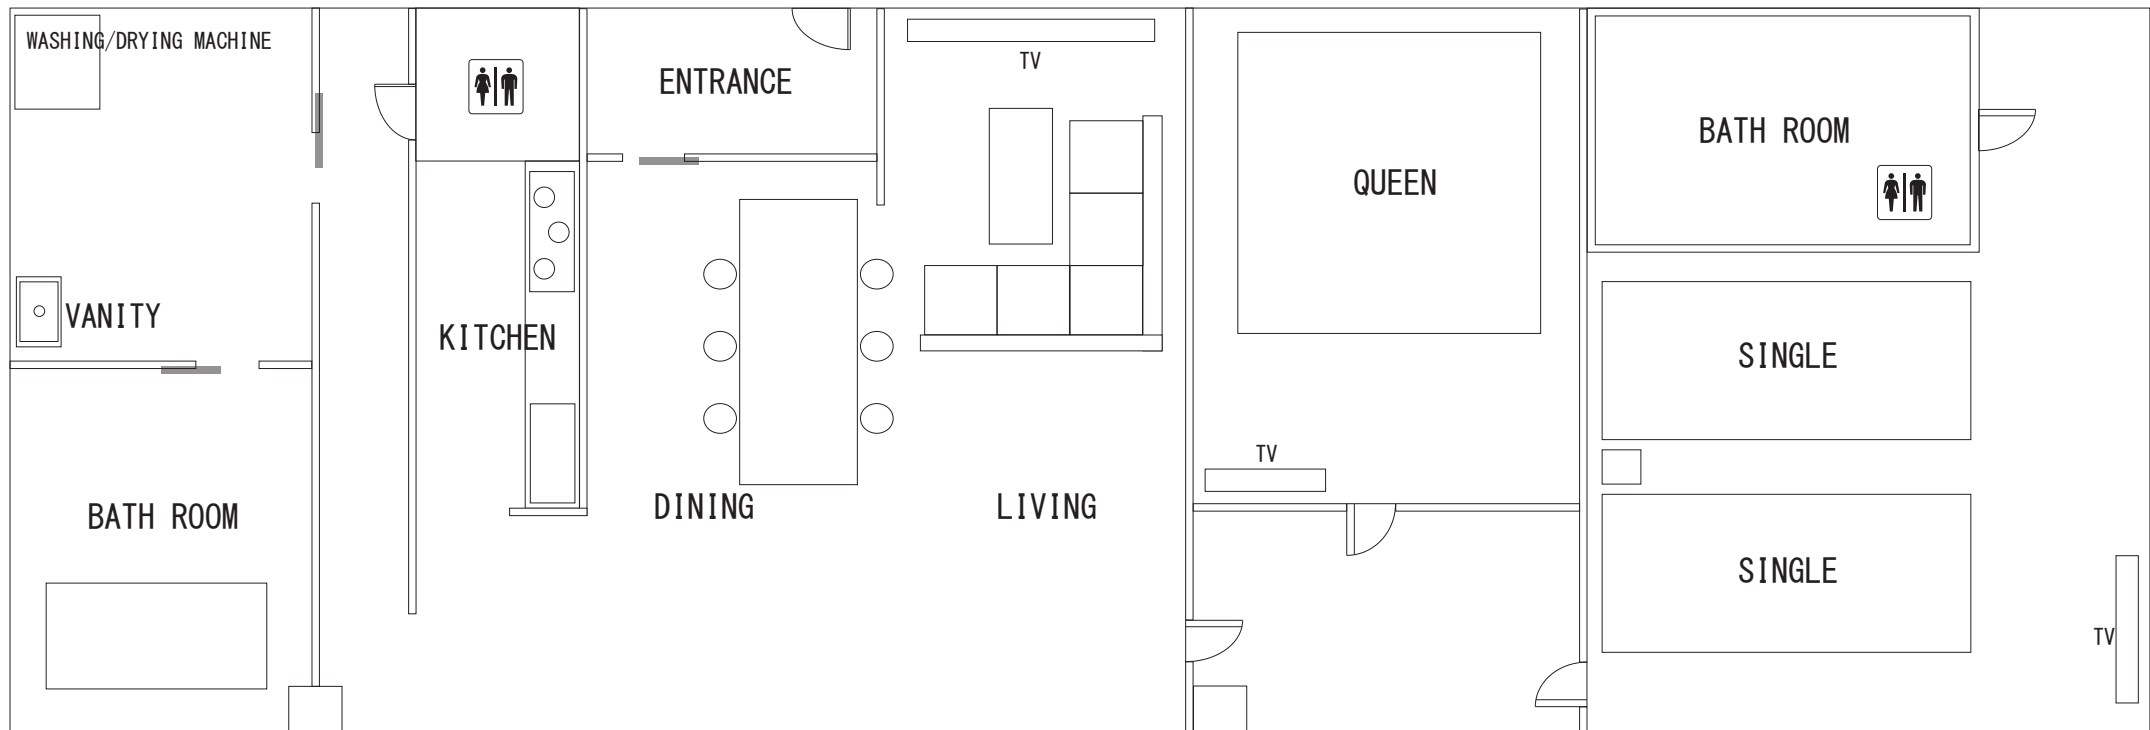 WASHING/DRYING MACHINE
ENTRANCE
TV
BATH ROOM
QUEEN
VANITY
KITCHEN
SINGLE
TV
DINING
LIVING
BATH ROOM
SINGLE
TV